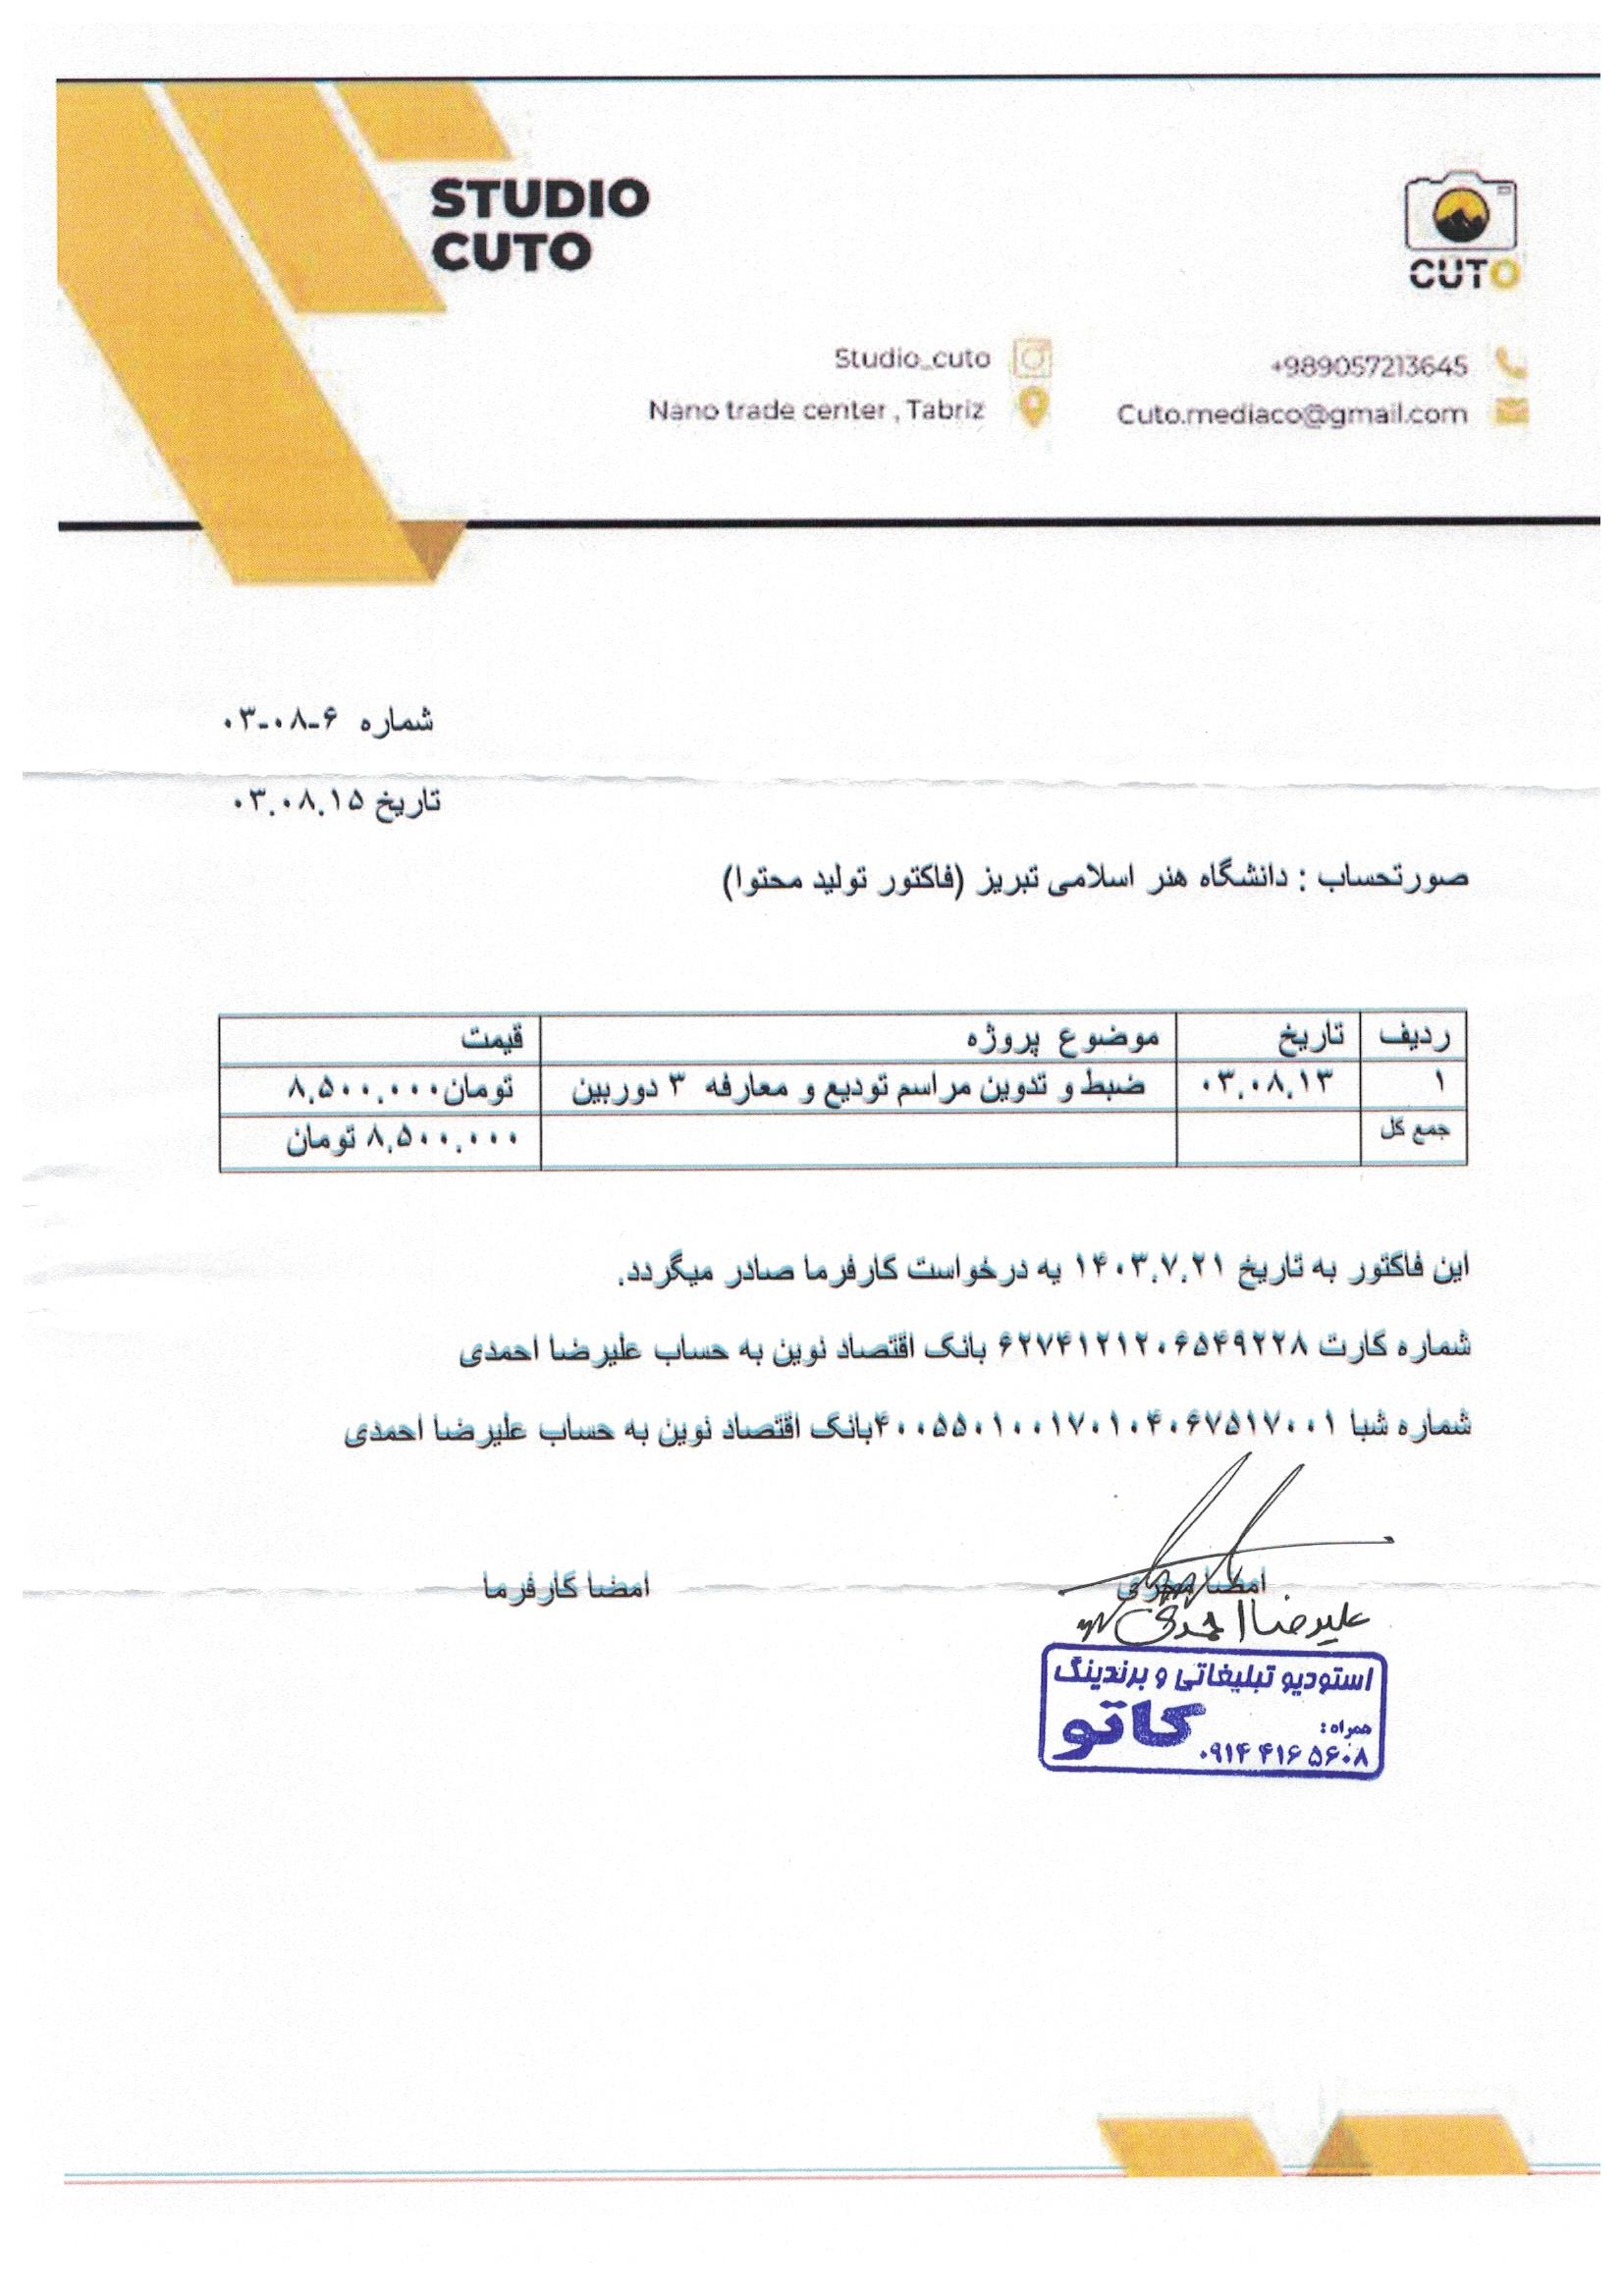 STUDIO
CUTO
CUTO
Studio_cuto
+989057213645
Nano trade center , Tabriz
Cuto.mediaco@gmail.com
شماره ۶-۰۸-۰۳
تاریخ ۰۳.۰۸.۱۵
صورتحساب : دانشگاه هنر اسلامی تبریز (فاکتور تولید محتوا)
ردیف تاریخ موضوع پروژه قیمت
۱ ۰۳.۰۸.۱۳ ضبط و تدوین مراسم تودیع و معارفه ۳ دوربین تومان۸,۵۰۰,۰۰۰
جمع کل ۸,۵۰۰,۰۰۰ تومان
این فاکتور به تاریخ ۱۴۰۳.۷.۲۱ به درخواست کارفرما صادر میگردد.
شماره کارت ۶۲۷۴۱۲۱۲۰۶۵۴۹۲۲۸ بانک اقتصاد نوین به حساب علیرضا احمدی
شماره شبا ۴۰۰۵۵۰۱۰۰۱۷۰۱۰۴۰۶۷۵۱۷۰۰۱بانک اقتصاد نوین به حساب علیرضا احمدی
امضا مجری
امضا کارفرما
علیرضا احمدی
استودیو تبلیغاتی و برندینگ
کاتو
همراه :
۰۹۱۴ ۴۱۶ ۵۶۰۸